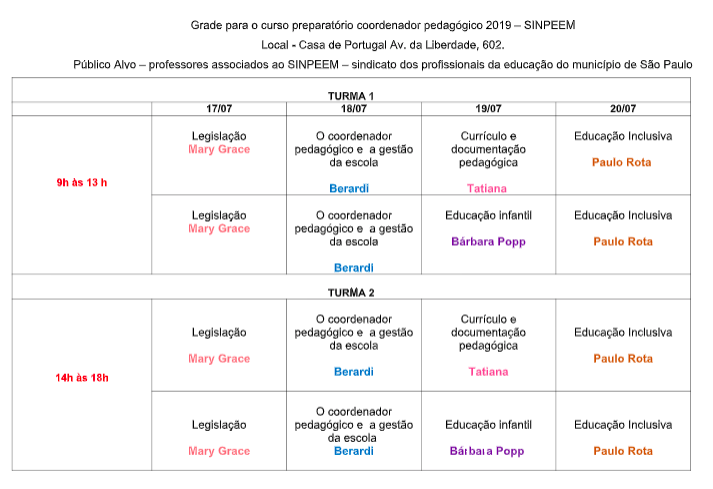 Grade para o curso preparatório coordenador pedagógico 2019 – SINPEEM
Local - Casa de Portugal Av. da Liberdade, 602.
Público Alvo – professores associados ao SINPEEM – sindicato dos profissionais da educação do município de São Paulo
TURMA 1
17/07 18/07 19/07 20/07
9h às 13 h
Legislação
Mary Grace
O coordenador
pedagógico e a gestão
da escola
Berardi
Currículo e
documentação
pedagógica
Tatiana
Educação Inclusiva
Paulo Rota
Legislação
Mary Grace
O coordenador
pedagógico e a gestão
da escola
Berardi
Educação infantil
Bárbara Popp
Educação Inclusiva
Paulo Rota
TURMA 2
14h às 18h
Legislação
Mary Grace
O coordenador
pedagógico e a gestão
da escola
Berardi
Currículo e
documentação
pedagógica
Tatiana
Educação Inclusiva
Paulo Rota
Legislação
Mary Grace
O coordenador
pedagógico e a gestão
da escola
Berardi
Educação infantil
Bárbara Popp
Educação Inclusiva
Paulo Rota